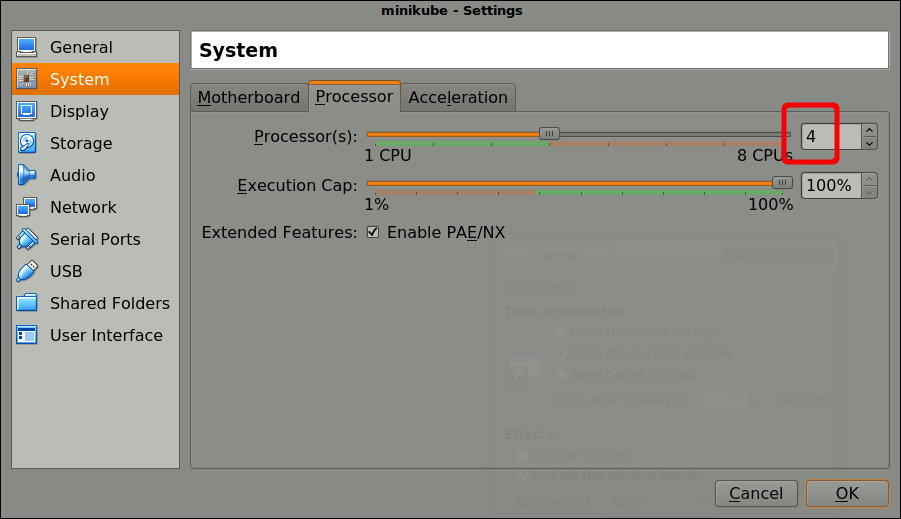 minikube - Settings
General
System
Display
Storage
Audio
Network
Serial Ports
USB
Shared Folders
User Interface
System
Motherboard Processor Acceleration
Processor(s): 4
1 CPU 8 CPUs
Execution Cap: 100%
1% 100%
Extended Features: Enable PAE/NX
Cancel Take Screenshot
Application
Take Screenshot
Grab the whole screen
Grab the current window
Select area to grab
Grab after a delay of 0 seconds
Effects
Include pointer
Include the window border
Apply effect: None
Cancel OK